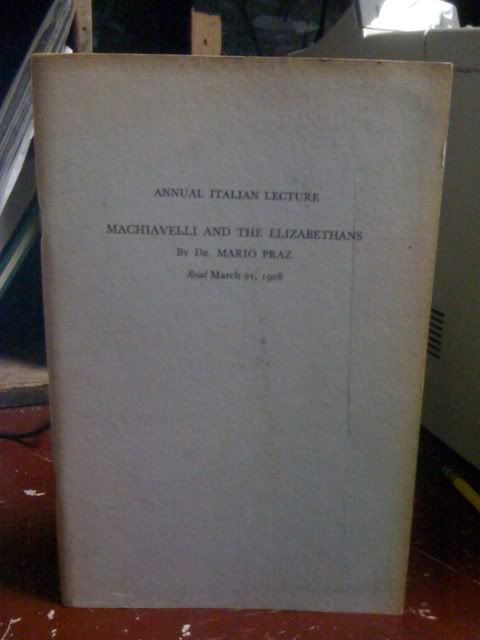 ANNUAL ITALIAN LECTURE
MACHIAVELLI AND THE ELIZABETHANS
By Dr. MARIO PRAZ
Read March 21, 1928